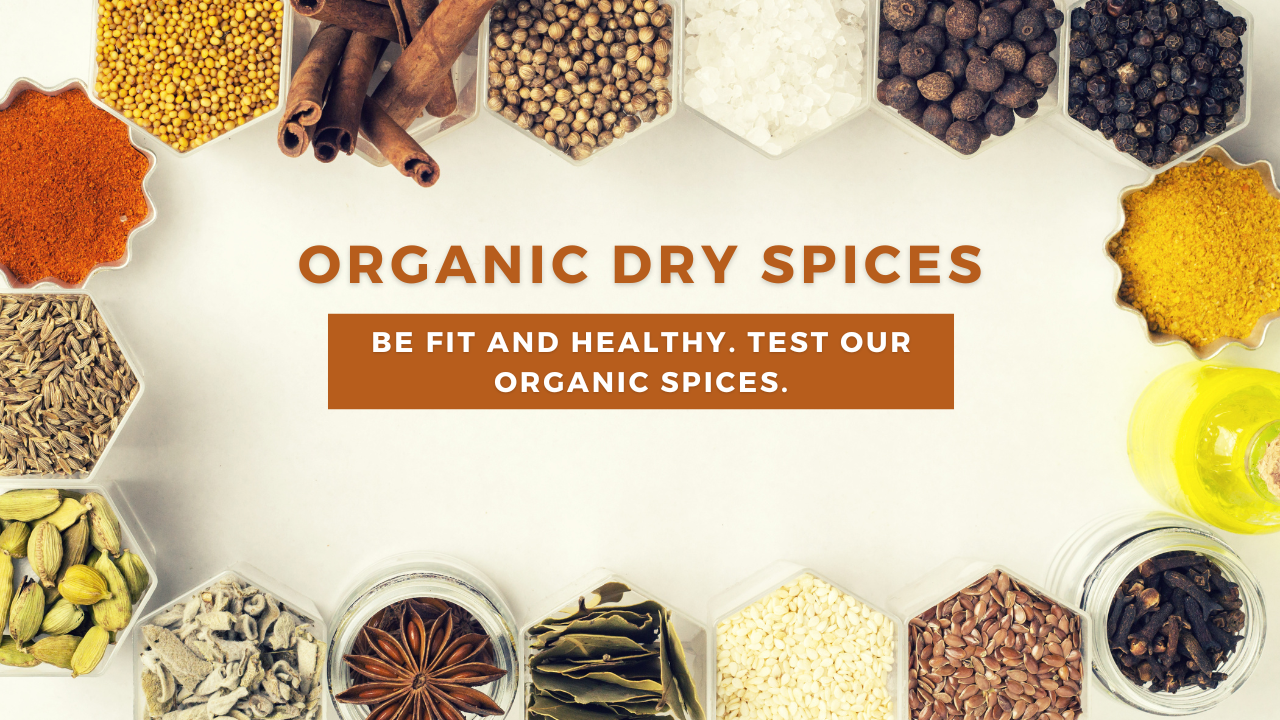 ORGANIC DRY SPICES
BE FIT AND HEALTHY. TEST OUR
ORGANIC SPICES.